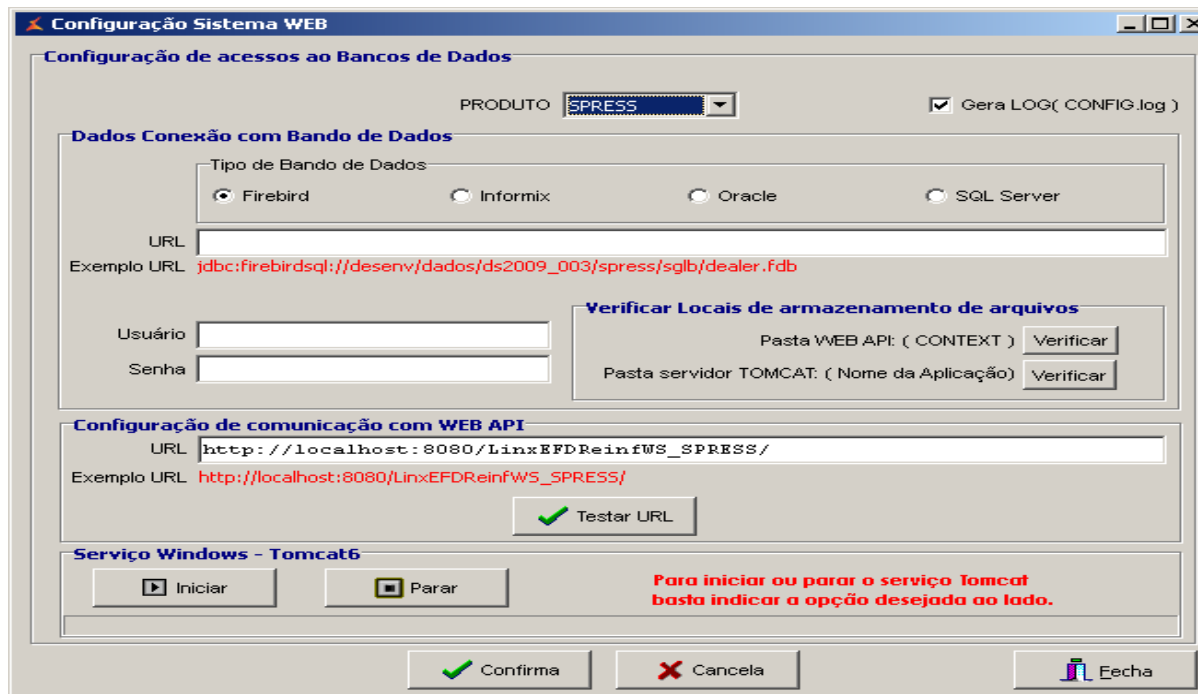 Configuração Sistema WEB
Configuração de acessos ao Bancos de Dados
PRODUTO SPRESS Gera LOG( CONFIG.log )
Dados Conexão com Bando de Dados
Tipo de Bando de Dados
Firebird Informix Oracle SQL Server
URL
Exemplo URL jdbc:firebirdsql://desenv/dados/ds2009_003/spress/sglb/dealer.fdb
Verificar Locais de armazenamento de arquivos
Usuário
Pasta WEB API: ( CONTEXT ) Verificar
Senha
Pasta servidor TOMCAT: ( Nome da Aplicação) Verificar
Configuração de comunicação com WEB API
URL http://localhost:8080/LinxEFDReinfWS_SPRESS/
Exemplo URL http://localhost:8080/LinxEFDReinfWS_SPRESS/
Testar URL
Serviço Windows - Tomcat6
Iniciar Parar
Para iniciar ou parar o serviço Tomcat
basta indicar a opção desejada ao lado.
Confirma Cancela Fecha